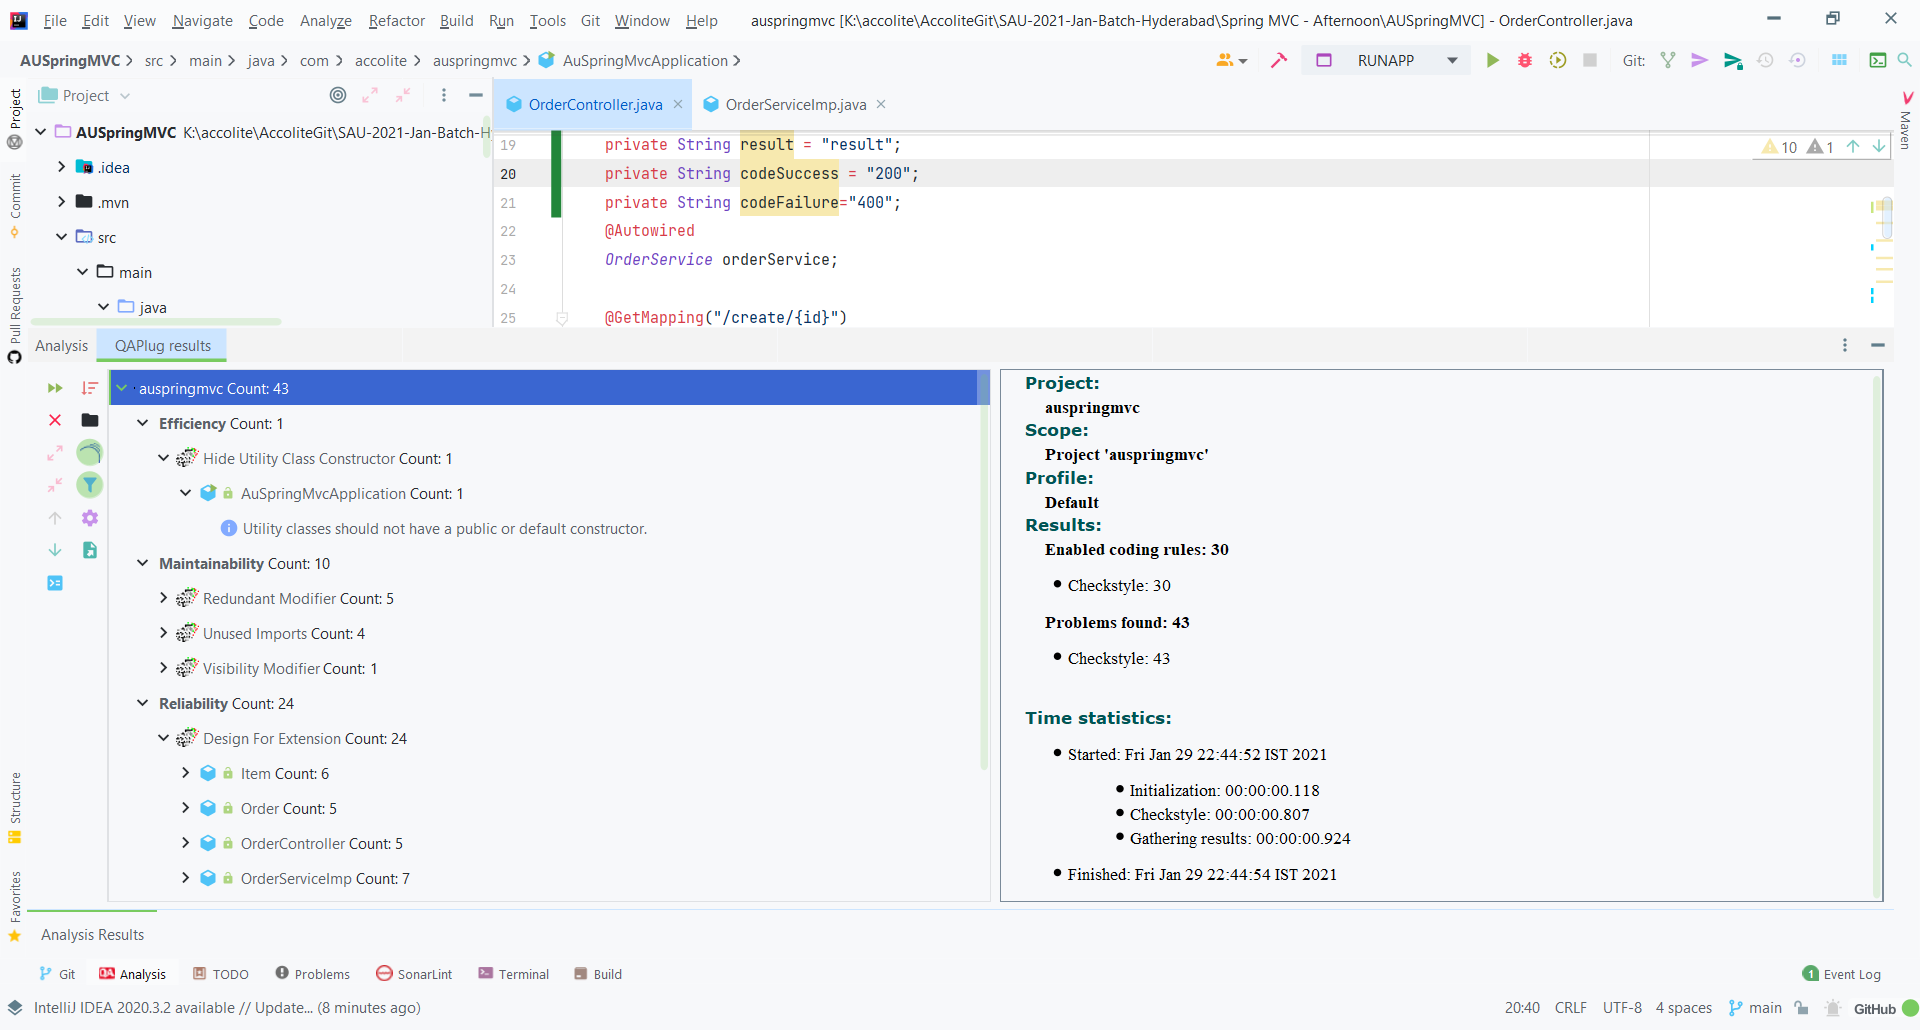 File Edit View Navigate Code Analyze Refactor Build Run Tools Git Window Help auspringmvc [K:\accolite\AccoliteGit\SAU-2021-Jan-Batch-Hyderabad\Spring MVC - Afternoon\AUSpringMVC] - OrderController.java
AUSpringMVC src main java com accolite auspringmvc AuSpringMvcApplication RUNAPP Git:
Project
OrderController.java OrderServiceImp.java
AUSpringMVC K:\accolite\AccoliteGit\SAU-2021-Jan-Batch-H
.idea
.mvn
src
main
java
19 private String result = "result";
20 private String codeSuccess = "200";
21 private String codeFailure="400";
22 @Autowired
23 OrderService orderService;
24
25 @GetMapping("/create/{id}")
10 1
Project
Commit
Pull Requests
Structure
Favorites
Maven
Analysis QAPlug results
auspringmvc Count: 43
Efficiency Count: 1
Hide Utility Class Constructor Count: 1
AuSpringMvcApplication Count: 1
Utility classes should not have a public or default constructor.
Maintainability Count: 10
Redundant Modifier Count: 5
Unused Imports Count: 4
Visibility Modifier Count: 1
Reliability Count: 24
Design For Extension Count: 24
Item Count: 6
Order Count: 5
OrderController Count: 5
OrderServiceImp Count: 7
Project:
auspringmvc
Scope:
Project 'auspringmvc'
Profile:
Default
Results:
Enabled coding rules: 30
• Checkstyle: 30
Problems found: 43
• Checkstyle: 43
Time statistics:
• Started: Fri Jan 29 22:44:52 IST 2021
• Initialization: 00:00:00.118
• Checkstyle: 00:00:00.807
• Gathering results: 00:00:00.924
• Finished: Fri Jan 29 22:44:54 IST 2021
Analysis Results
Git QA Analysis TODO Problems SonarLint Terminal Build 1 Event Log
IntelliJ IDEA 2020.3.2 available // Update... (8 minutes ago) 20:40 CRLF UTF-8 4 spaces main GitHub